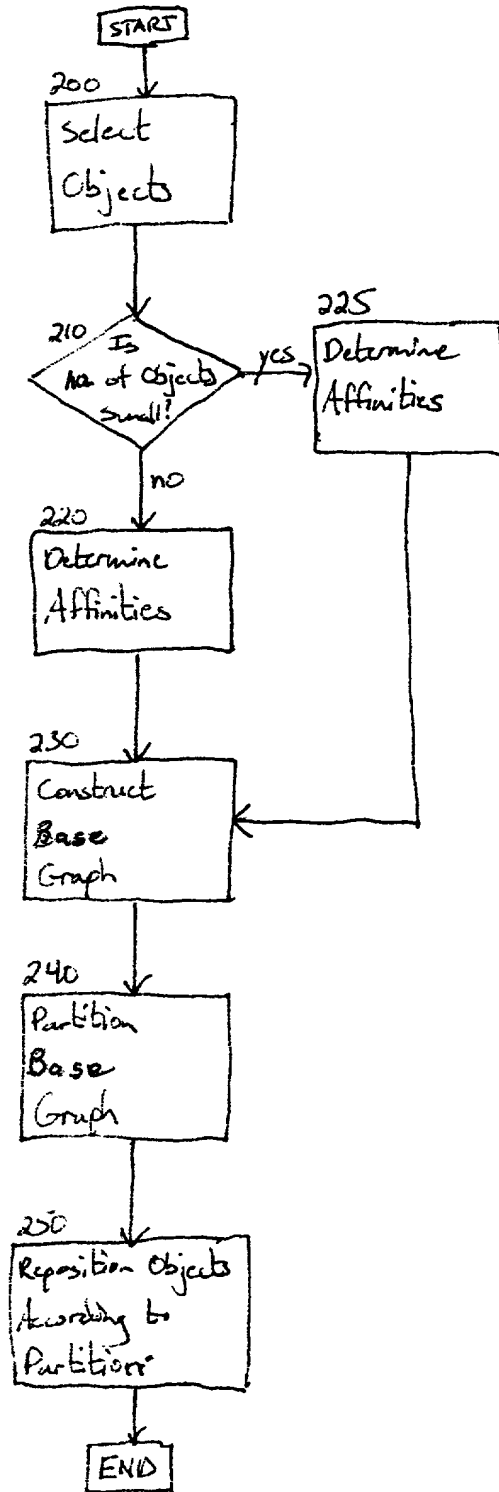 START
200
Select
Objects
210
Is
no. of Objects
Small?
yes
225
Determine
Affinities
no
220
Determine
Affinities
230
Construct
Base
Graph
240
Partition
Base
Graph
250
Reposition Objects
According to
Partition
END